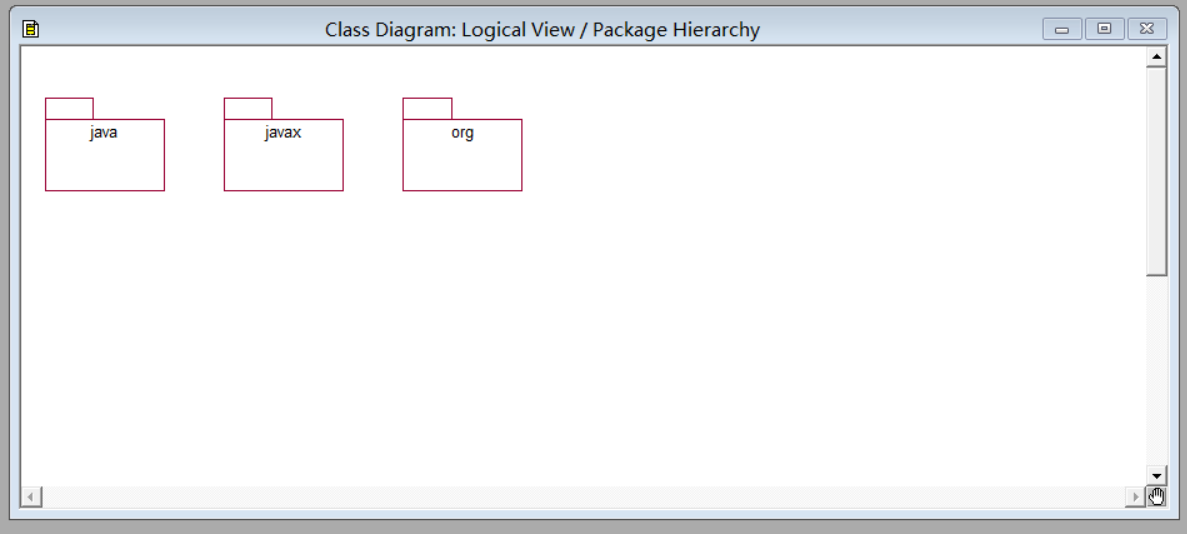 Class Diagram: Logical View / Package Hierarchy
java
javax
org